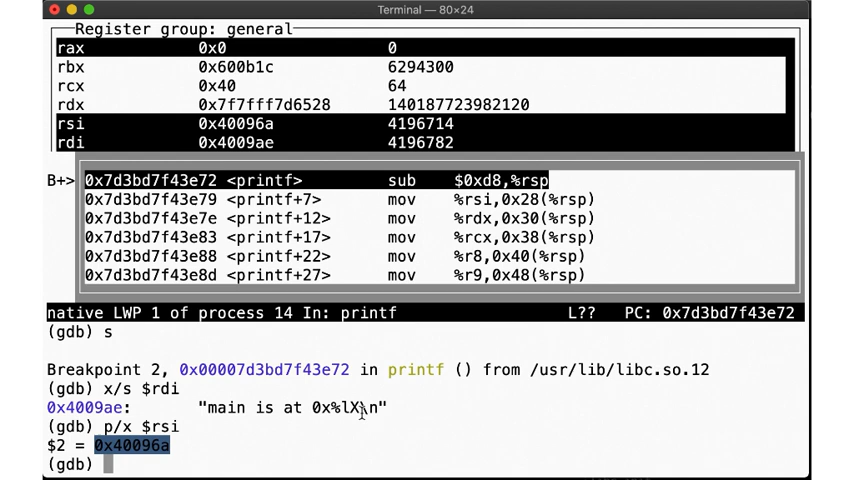 Terminal — 80×24
Register group: general
rax 0x0 0
rbx 0x600b1c 6294300
rcx 0x40 64
rdx 0x7f7fff7d6528 140187723982120
rsi 0x40096a 4196714
rdi 0x4009ae 4196782
B+> 0x7d3bd7f43e72 <printf> sub $0xd8,%rsp
0x7d3bd7f43e79 <printf+7> mov %rsi,0x28(%rsp)
0x7d3bd7f43e7e <printf+12> mov %rdx,0x30(%rsp)
0x7d3bd7f43e83 <printf+17> mov %rcx,0x38(%rsp)
0x7d3bd7f43e88 <printf+22> mov %r8,0x40(%rsp)
0x7d3bd7f43e8d <printf+27> mov %r9,0x48(%rsp)
native LWP 1 of process 14 In: printf L?? PC: 0x7d3bd7f43e72
(gdb) s
Breakpoint 2, 0x00007d3bd7f43e72 in printf () from /usr/lib/libc.so.12
(gdb) x/s $rdi
0x4009ae: "main is at 0x%lX\n"
(gdb) p/x $rsi
$2 = 0x40096a
(gdb)